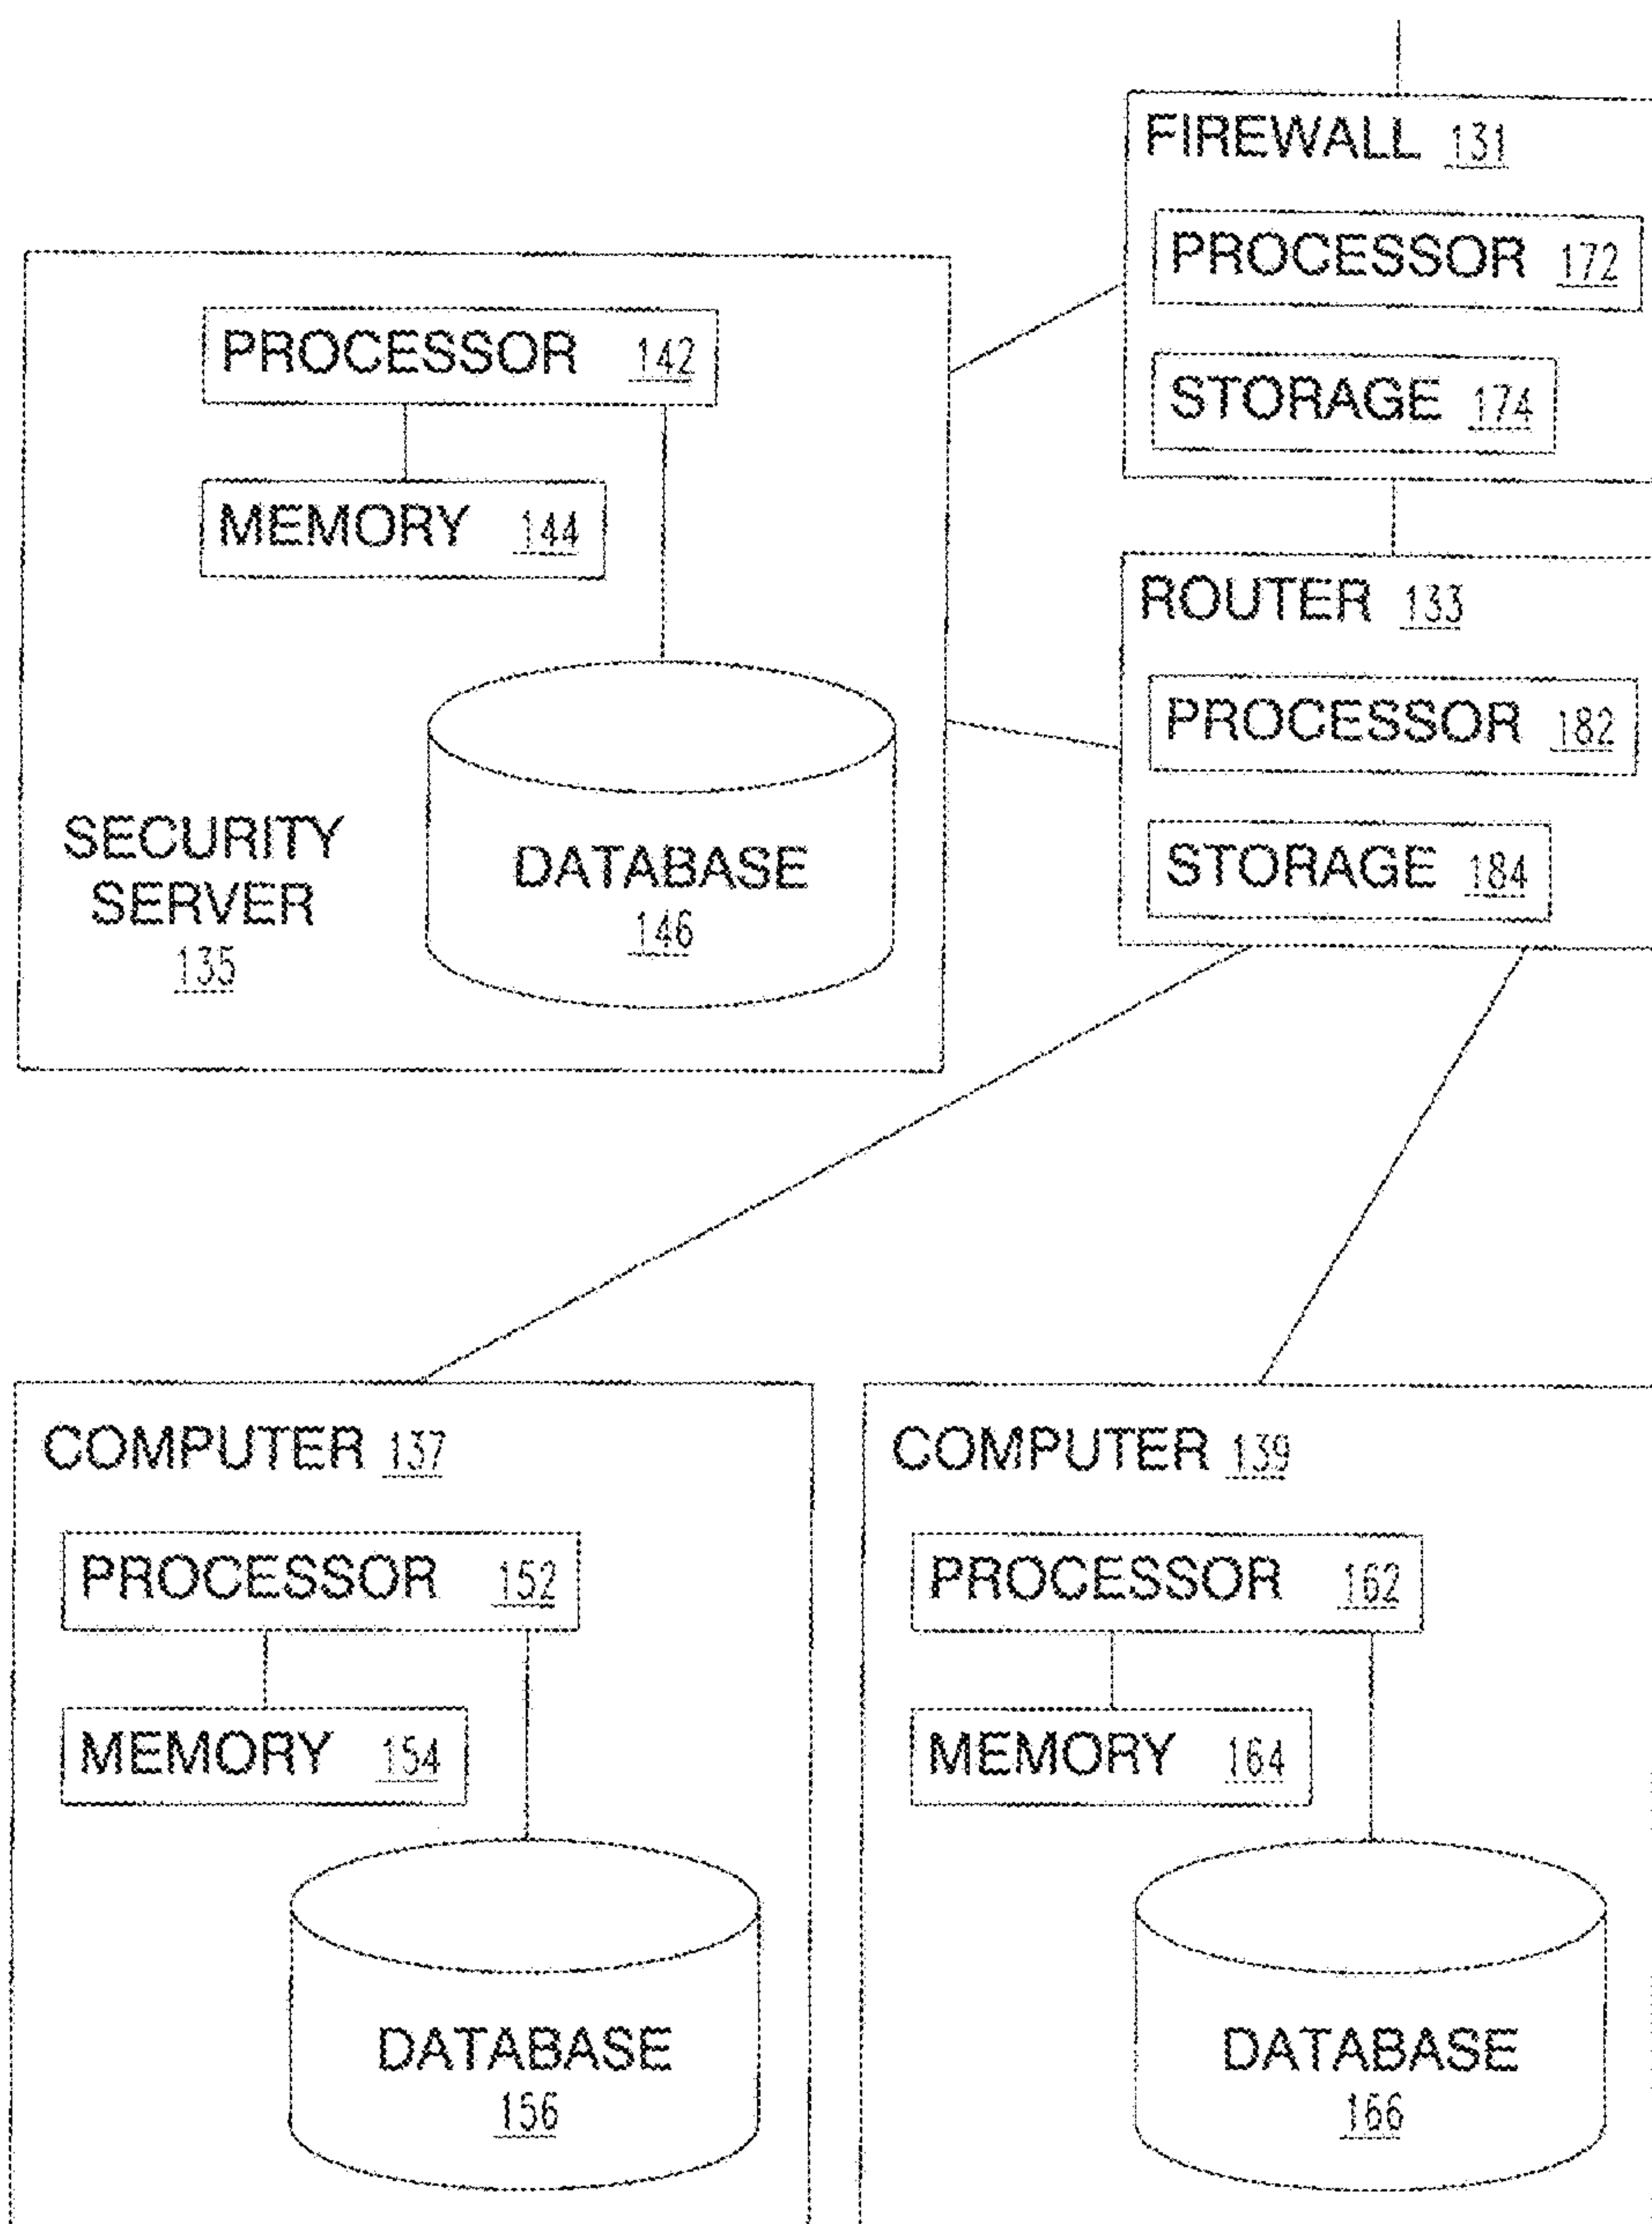 FIREWALL 131
PROCESSOR 172
STORAGE 174
PROCESSOR 142
MEMORY 144
DATABASE
146
SECURITY
SERVER
135
ROUTER 133
PROCESSOR 182
STORAGE 184
COMPUTER 137
PROCESSOR 152
MEMORY 154
DATABASE
156
COMPUTER 139
PROCESSOR 162
MEMORY 164
DATABASE
166